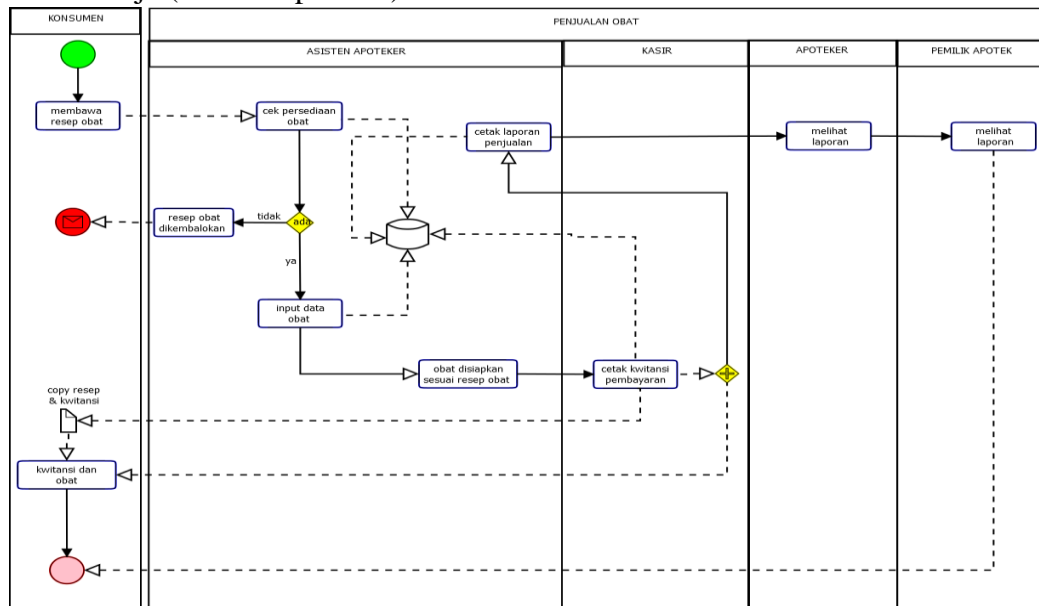 KONSUMEN
PENJUALAN OBAT
ASISTEN APOTEKER
KASIR
APOTEKER
PEMILIK APOTEK
membawa
resep obat
cek persediaan
obat
cetak laporan
penjualan
melihat
laporan
melihat
laporan
resep obat
dikembalokan
tidak
ada
ya
input data
obat
obat disiapkan
sesuai resep obat
cetak kwitansi
pembayaran
copy resep
& kwitansi
kwitansi dan
obat